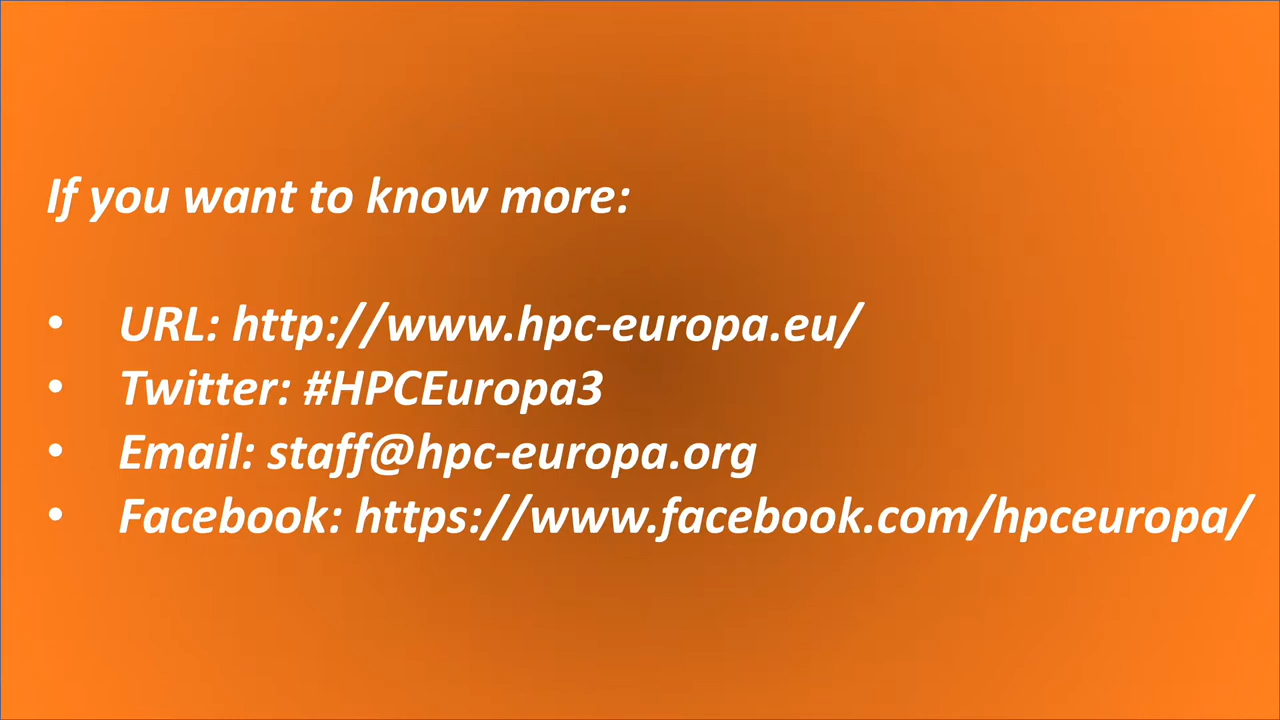 If you want to know more:
• URL: http://www.hpc-europa.eu/
• Twitter: #HPCEuropa3
• Email: staff@hpc-europa.org
• Facebook: https://www.facebook.com/hpceuropa/